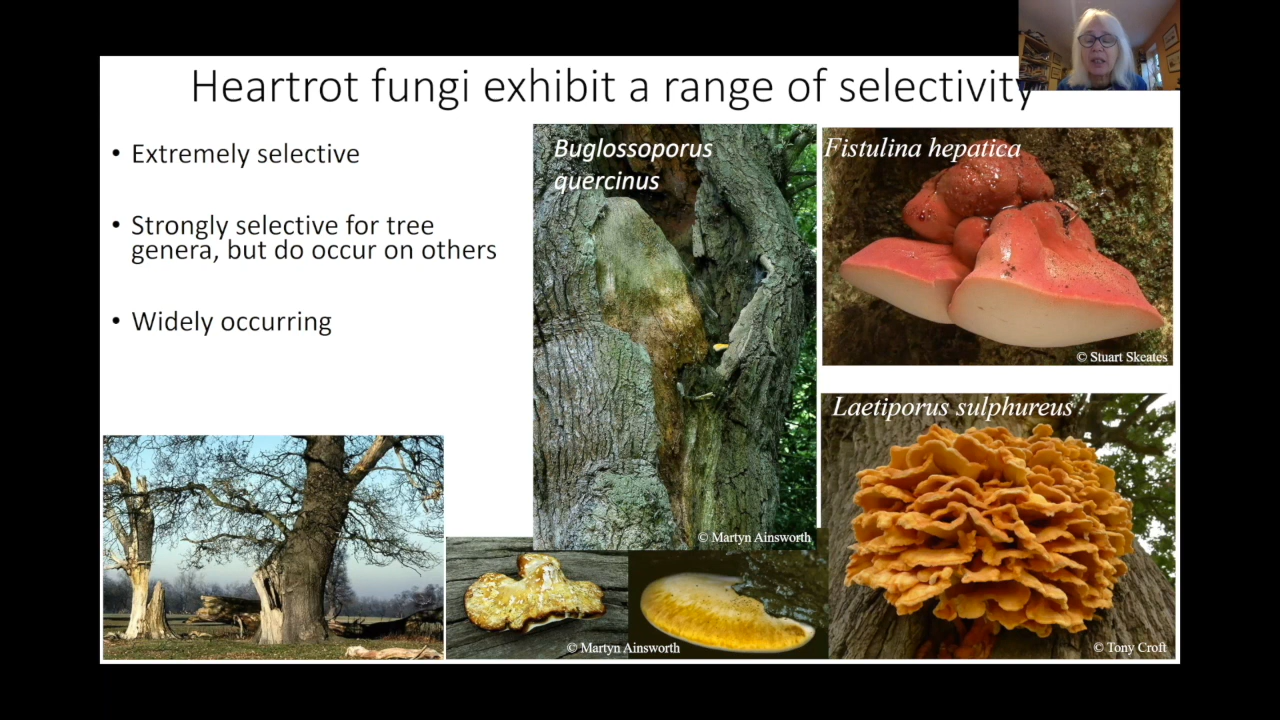 Heartrot fungi exhibit a range of selectivity
• Extremely selective
• Strongly selective for tree
genera, but do occur on others
• Widely occurring
Buglossoporus
quercinus
© Martyn Ainsworth
© Martyn Ainsworth
Fistulina hepatica
© Stuart Skeates
Laetiporus sulphureus
© Tony Croft